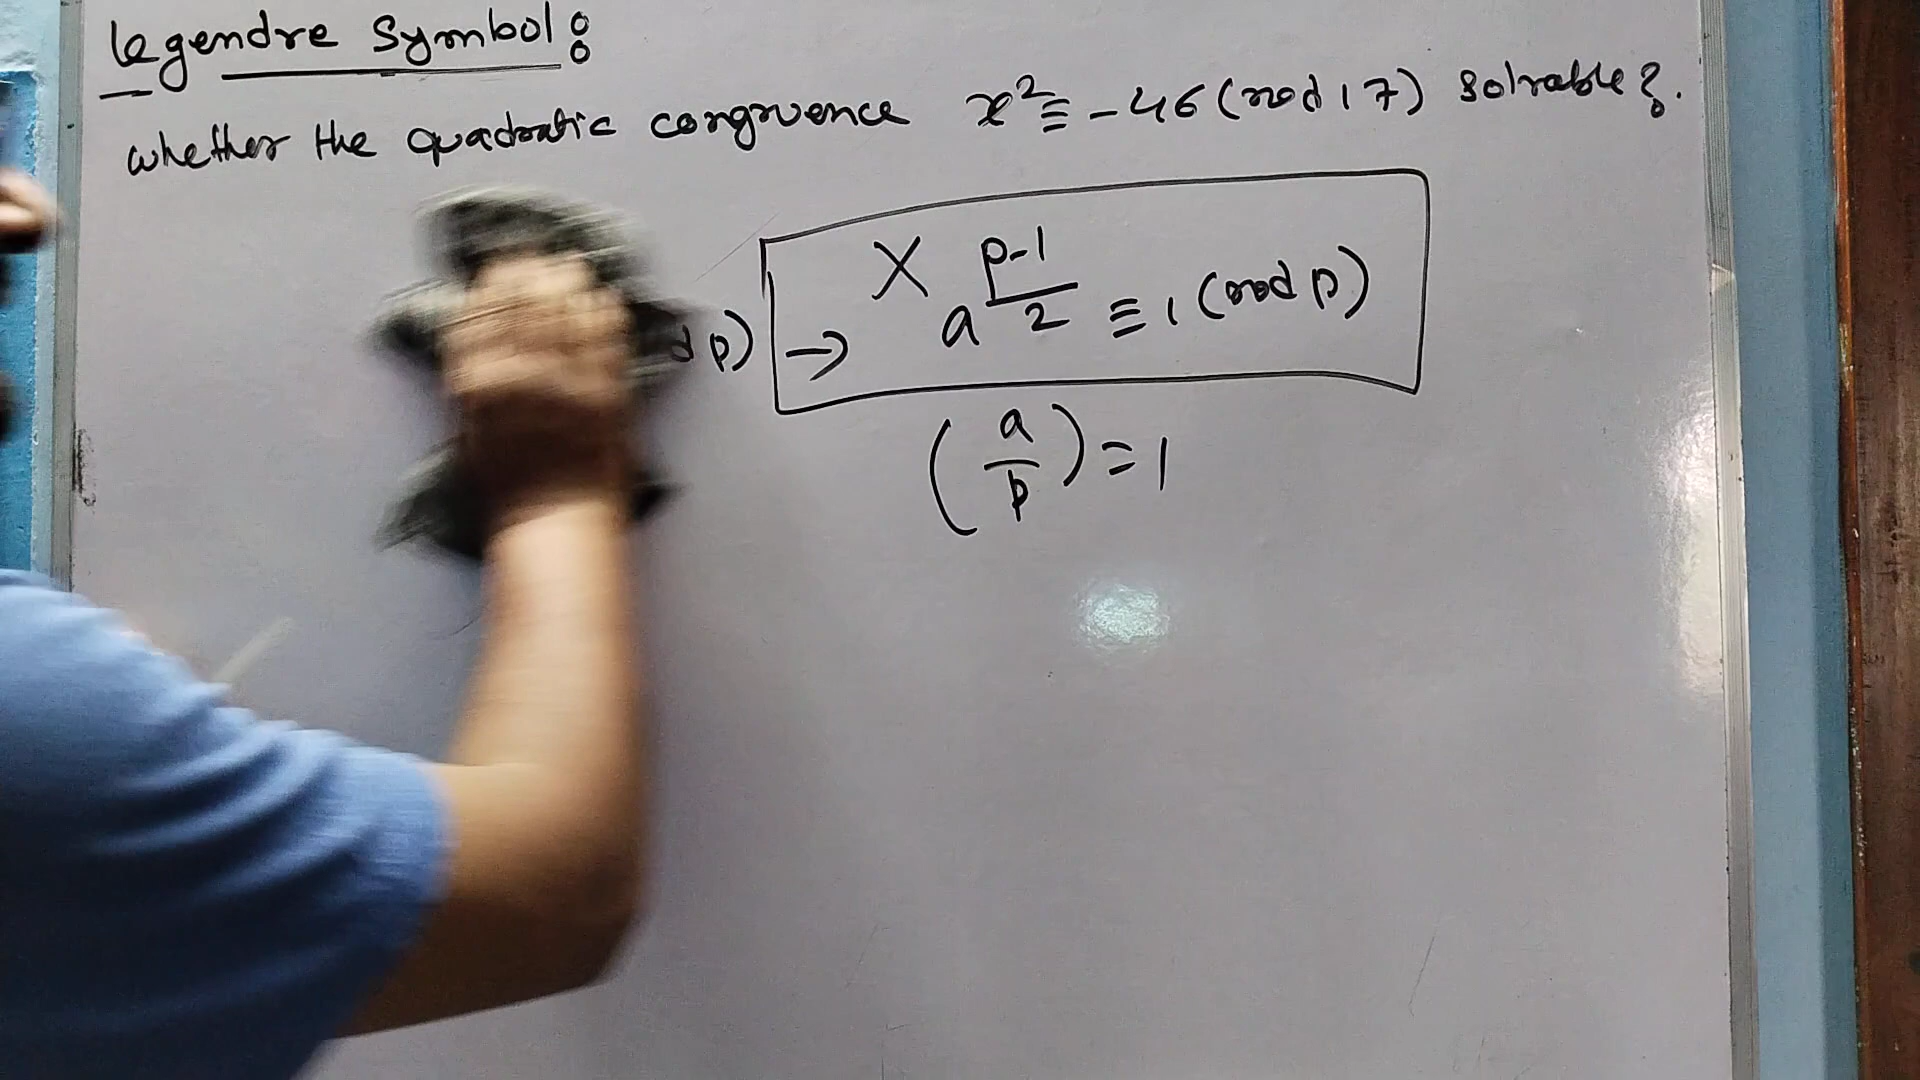 Legendre Symbol:
whether the quadratic congruence x² ≡ -46 (mod 17) solvable?.
d p) → X a^(p-1)/2 ≡ 1 (mod p)
(a/p) = 1